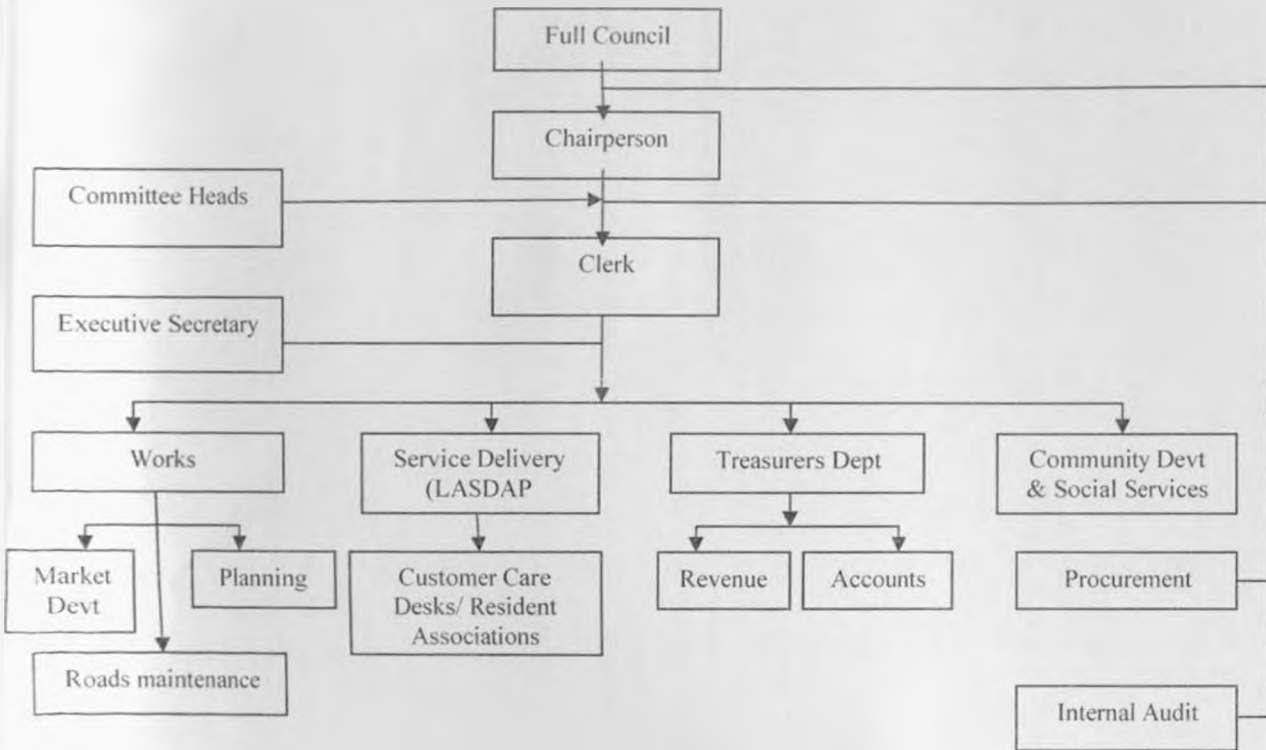 Full Council
Chairperson
Committee Heads
Clerk
Executive Secretary
Works
Service Delivery
(LASDAP
Treasurers Dept
Community Devt
& Social Services
Market
Devt
Planning
Customer Care
Desks/ Resident
Associations
Revenue
Accounts
Procurement
Roads maintenance
Internal Audit